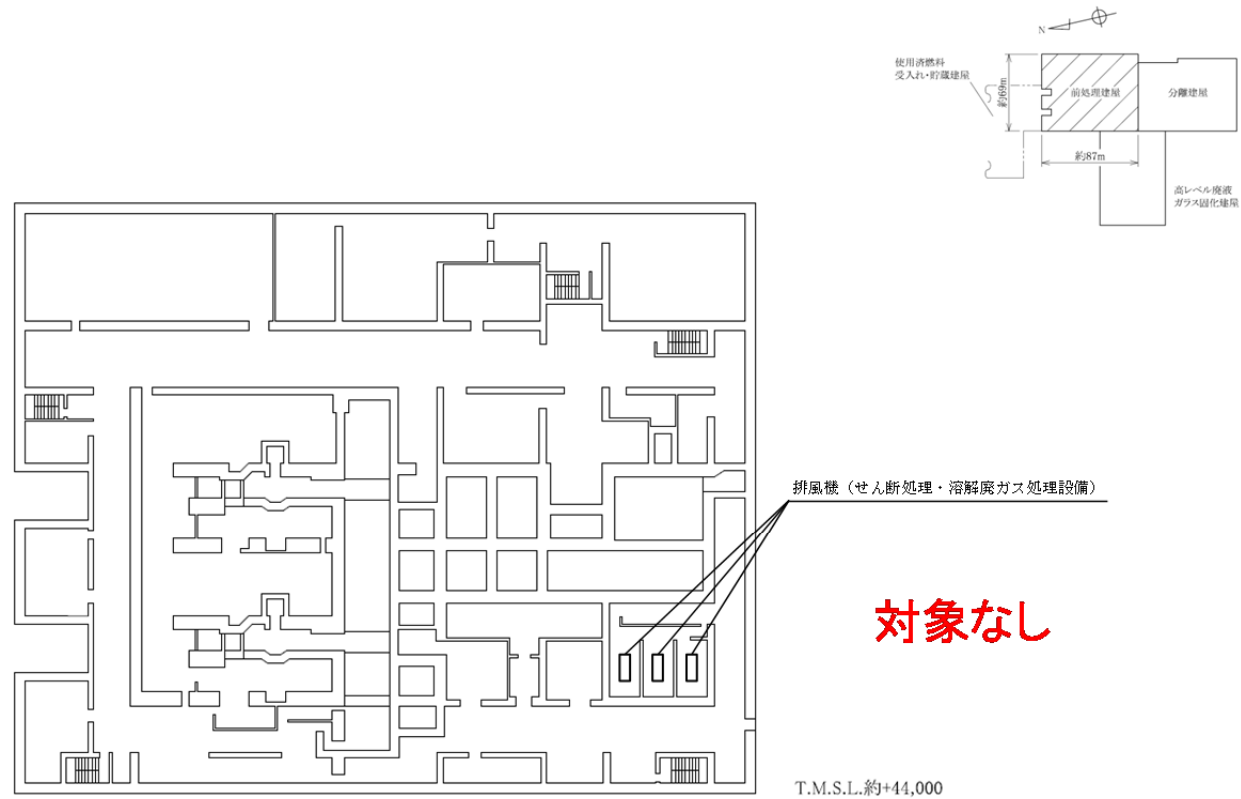 N
使用済燃料
受入れ・貯蔵建屋
約69m
前処理建屋
分離建屋
約87m
高レベル廃液
ガラス固化建屋
排風機(せん断処理・溶解廃ガス処理設備)
対象なし
T.M.S.L.約+44,000